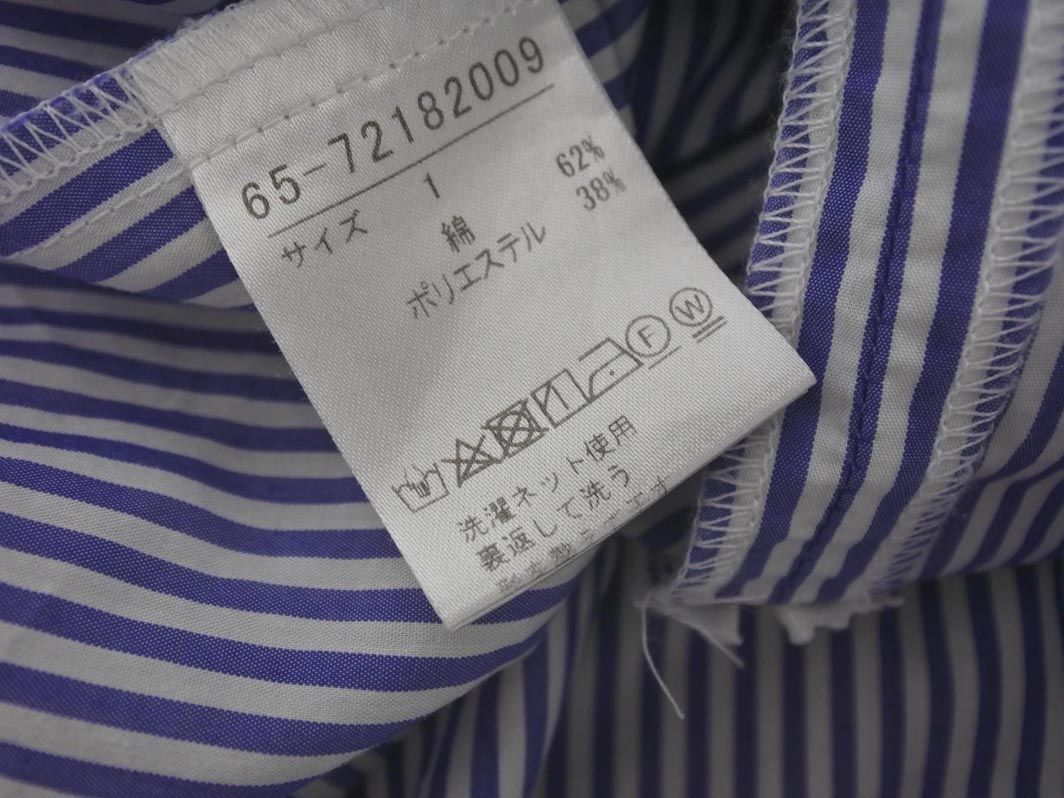 65-72182009
サイズ 1
綿 62%
ポリエステル 38%
F W
洗濯ネット使用
裏返して洗う